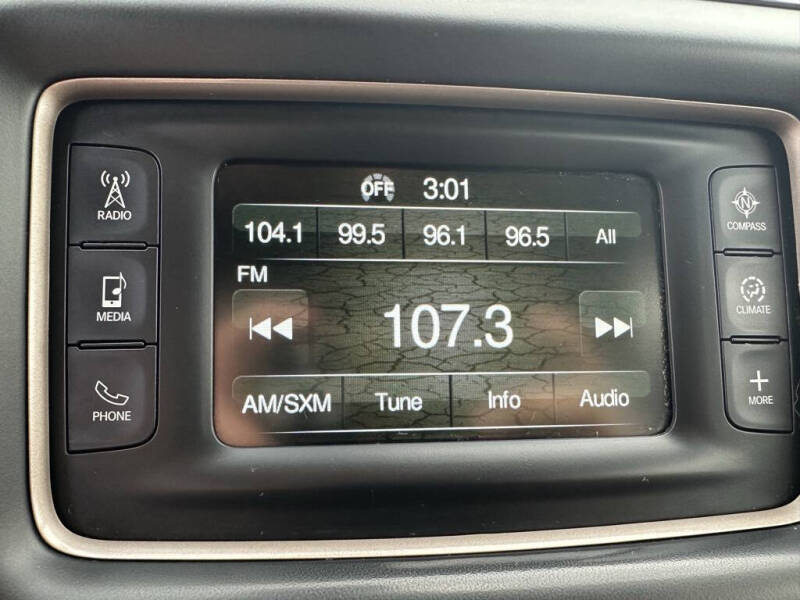 OFF 3:01
104.1 99.5 96.1 96.5 All
FM
107.3
AM/SXM Tune Info Audio
RADIO
MEDIA
PHONE
N
COMPASS
CLIMATE
MORE